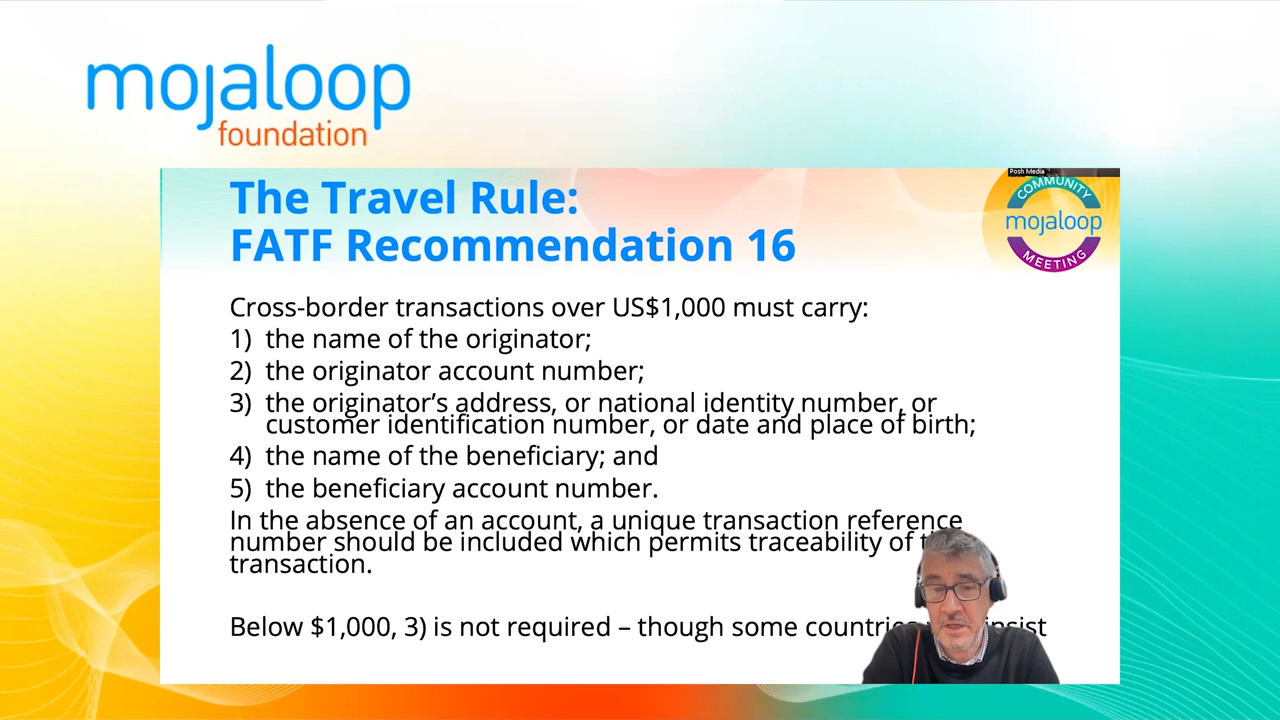 mojaloop
foundation
Posh Media
COMMUNITY
mojaloop
MEETING
The Travel Rule:
FATF Recommendation 16
Cross-border transactions over US$1,000 must carry:
1) the name of the originator;
2) the originator account number;
3) the originator’s address, or national identity number, or
customer identification number, or date and place of birth;
4) the name of the beneficiary; and
5) the beneficiary account number.
In the absence of an account, a unique transaction reference
number should be included which permits traceability of
transaction.
Below $1,000, 3) is not required – though some insist